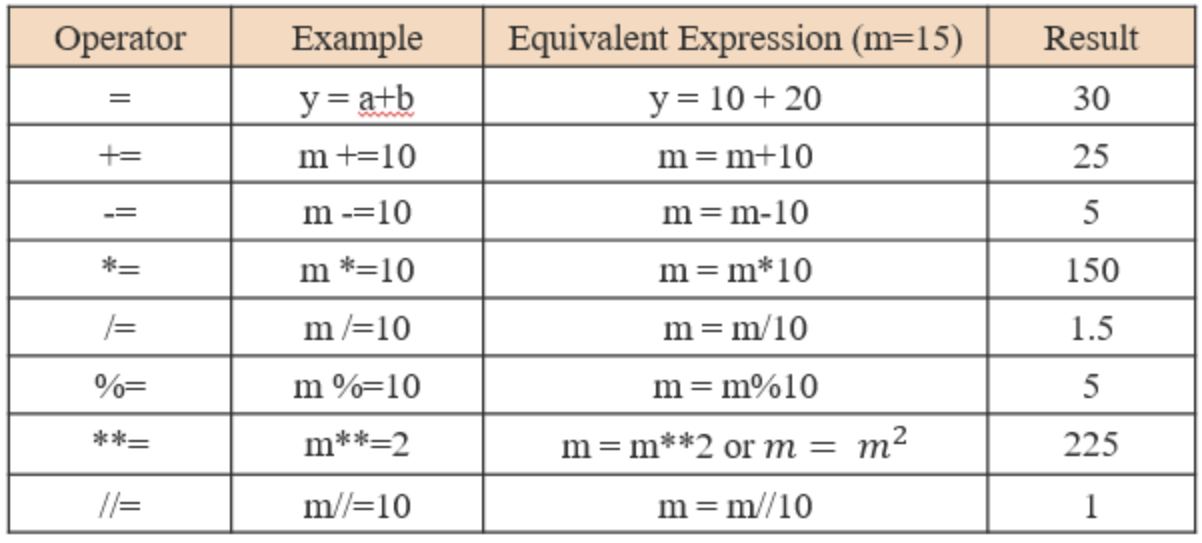 Operator Example Equivalent Expression (m=15) Result
= y = a+b y = 10 + 20 30
+= m +=10 m = m+10 25
-= m -=10 m = m-10 5
*= m *=10 m = m*10 150
/= m /=10 m = m/10 1.5
%= m %=10 m = m%10 5
**= m**=2 m = m**2 or m = m² 225
//= m//=10 m = m//10 1